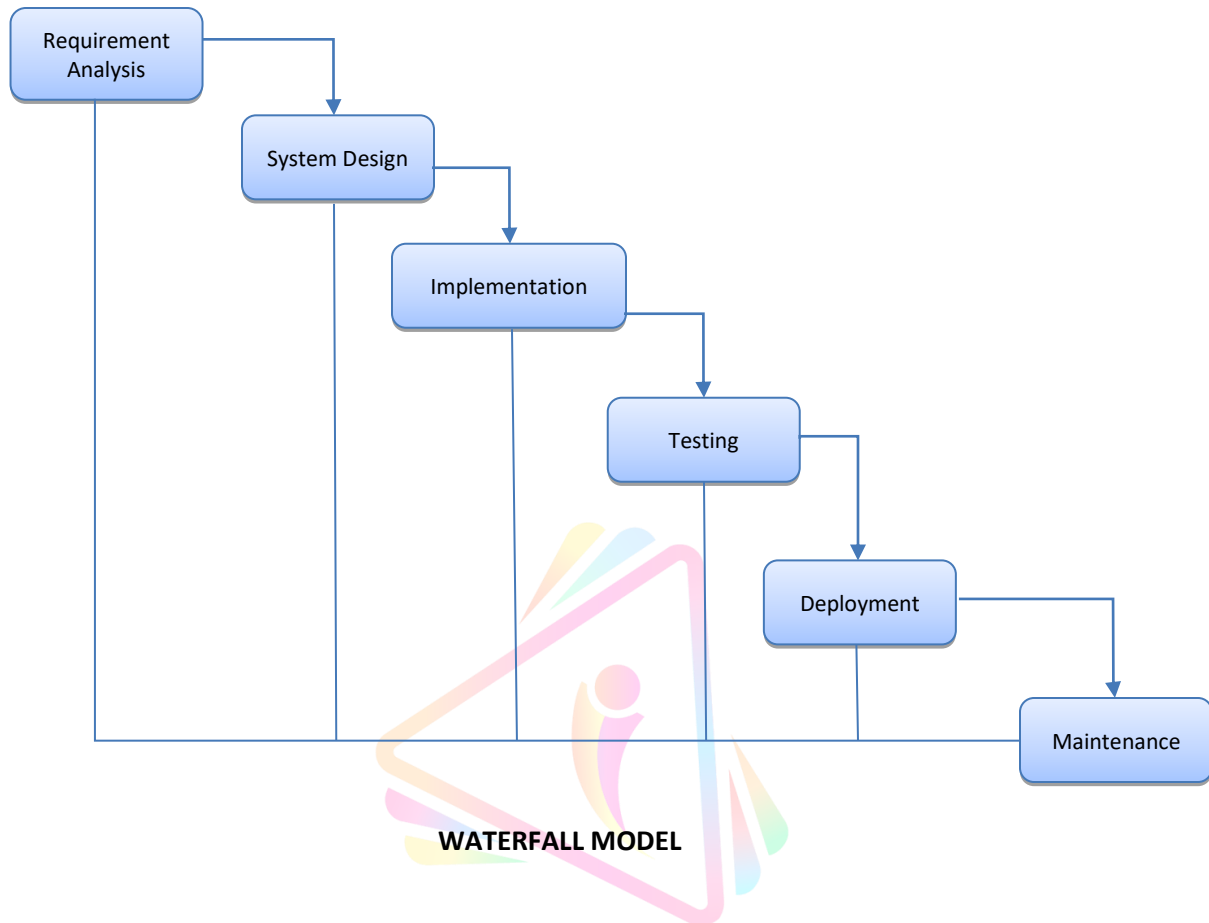 Requirement
Analysis
System Design
Implementation
Testing
Deployment
Maintenance
WATERFALL MODEL